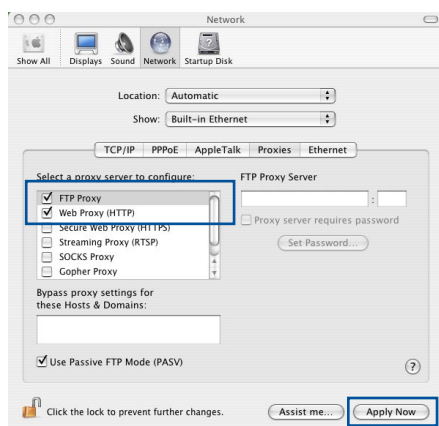 Network
Show All Displays Sound Network Startup Disk
Location: Automatic
Show: Built-in Ethernet
TCP/IP PPPoE AppleTalk Proxies Ethernet
Select a proxy server to configure: FTP Proxy Server
FTP Proxy :
Web Proxy (HTTP) Proxy server requires password
Secure Web Proxy (HTTPS)
Streaming Proxy (RTSP) Set Password...
SOCKS Proxy
Gopher Proxy
Bypass proxy settings for
these Hosts & Domains:
Use Passive FTP Mode (PASV) ?
Click the lock to prevent further changes. Assist me... Apply Now